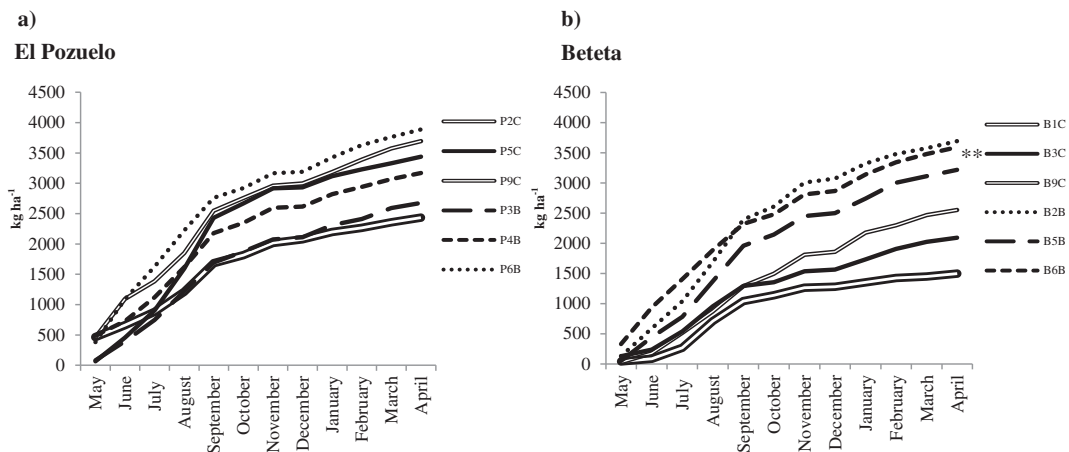 a)
El Pozuelo
kg ha-1
4500
4000
3500
3000
2500
2000
1500
1000
500
0
May
June
July
August
September
October
November
December
January
February
March
April
P2C
P5C
P9C
P3B
P4B
P6B
b)
Beteta
kg ha-1
4500
4000
3500
3000
2500
2000
1500
1000
500
0
May
June
July
August
September
October
November
December
January
February
March
April
**
B1C
B3C
B9C
B2B
B5B
B6B